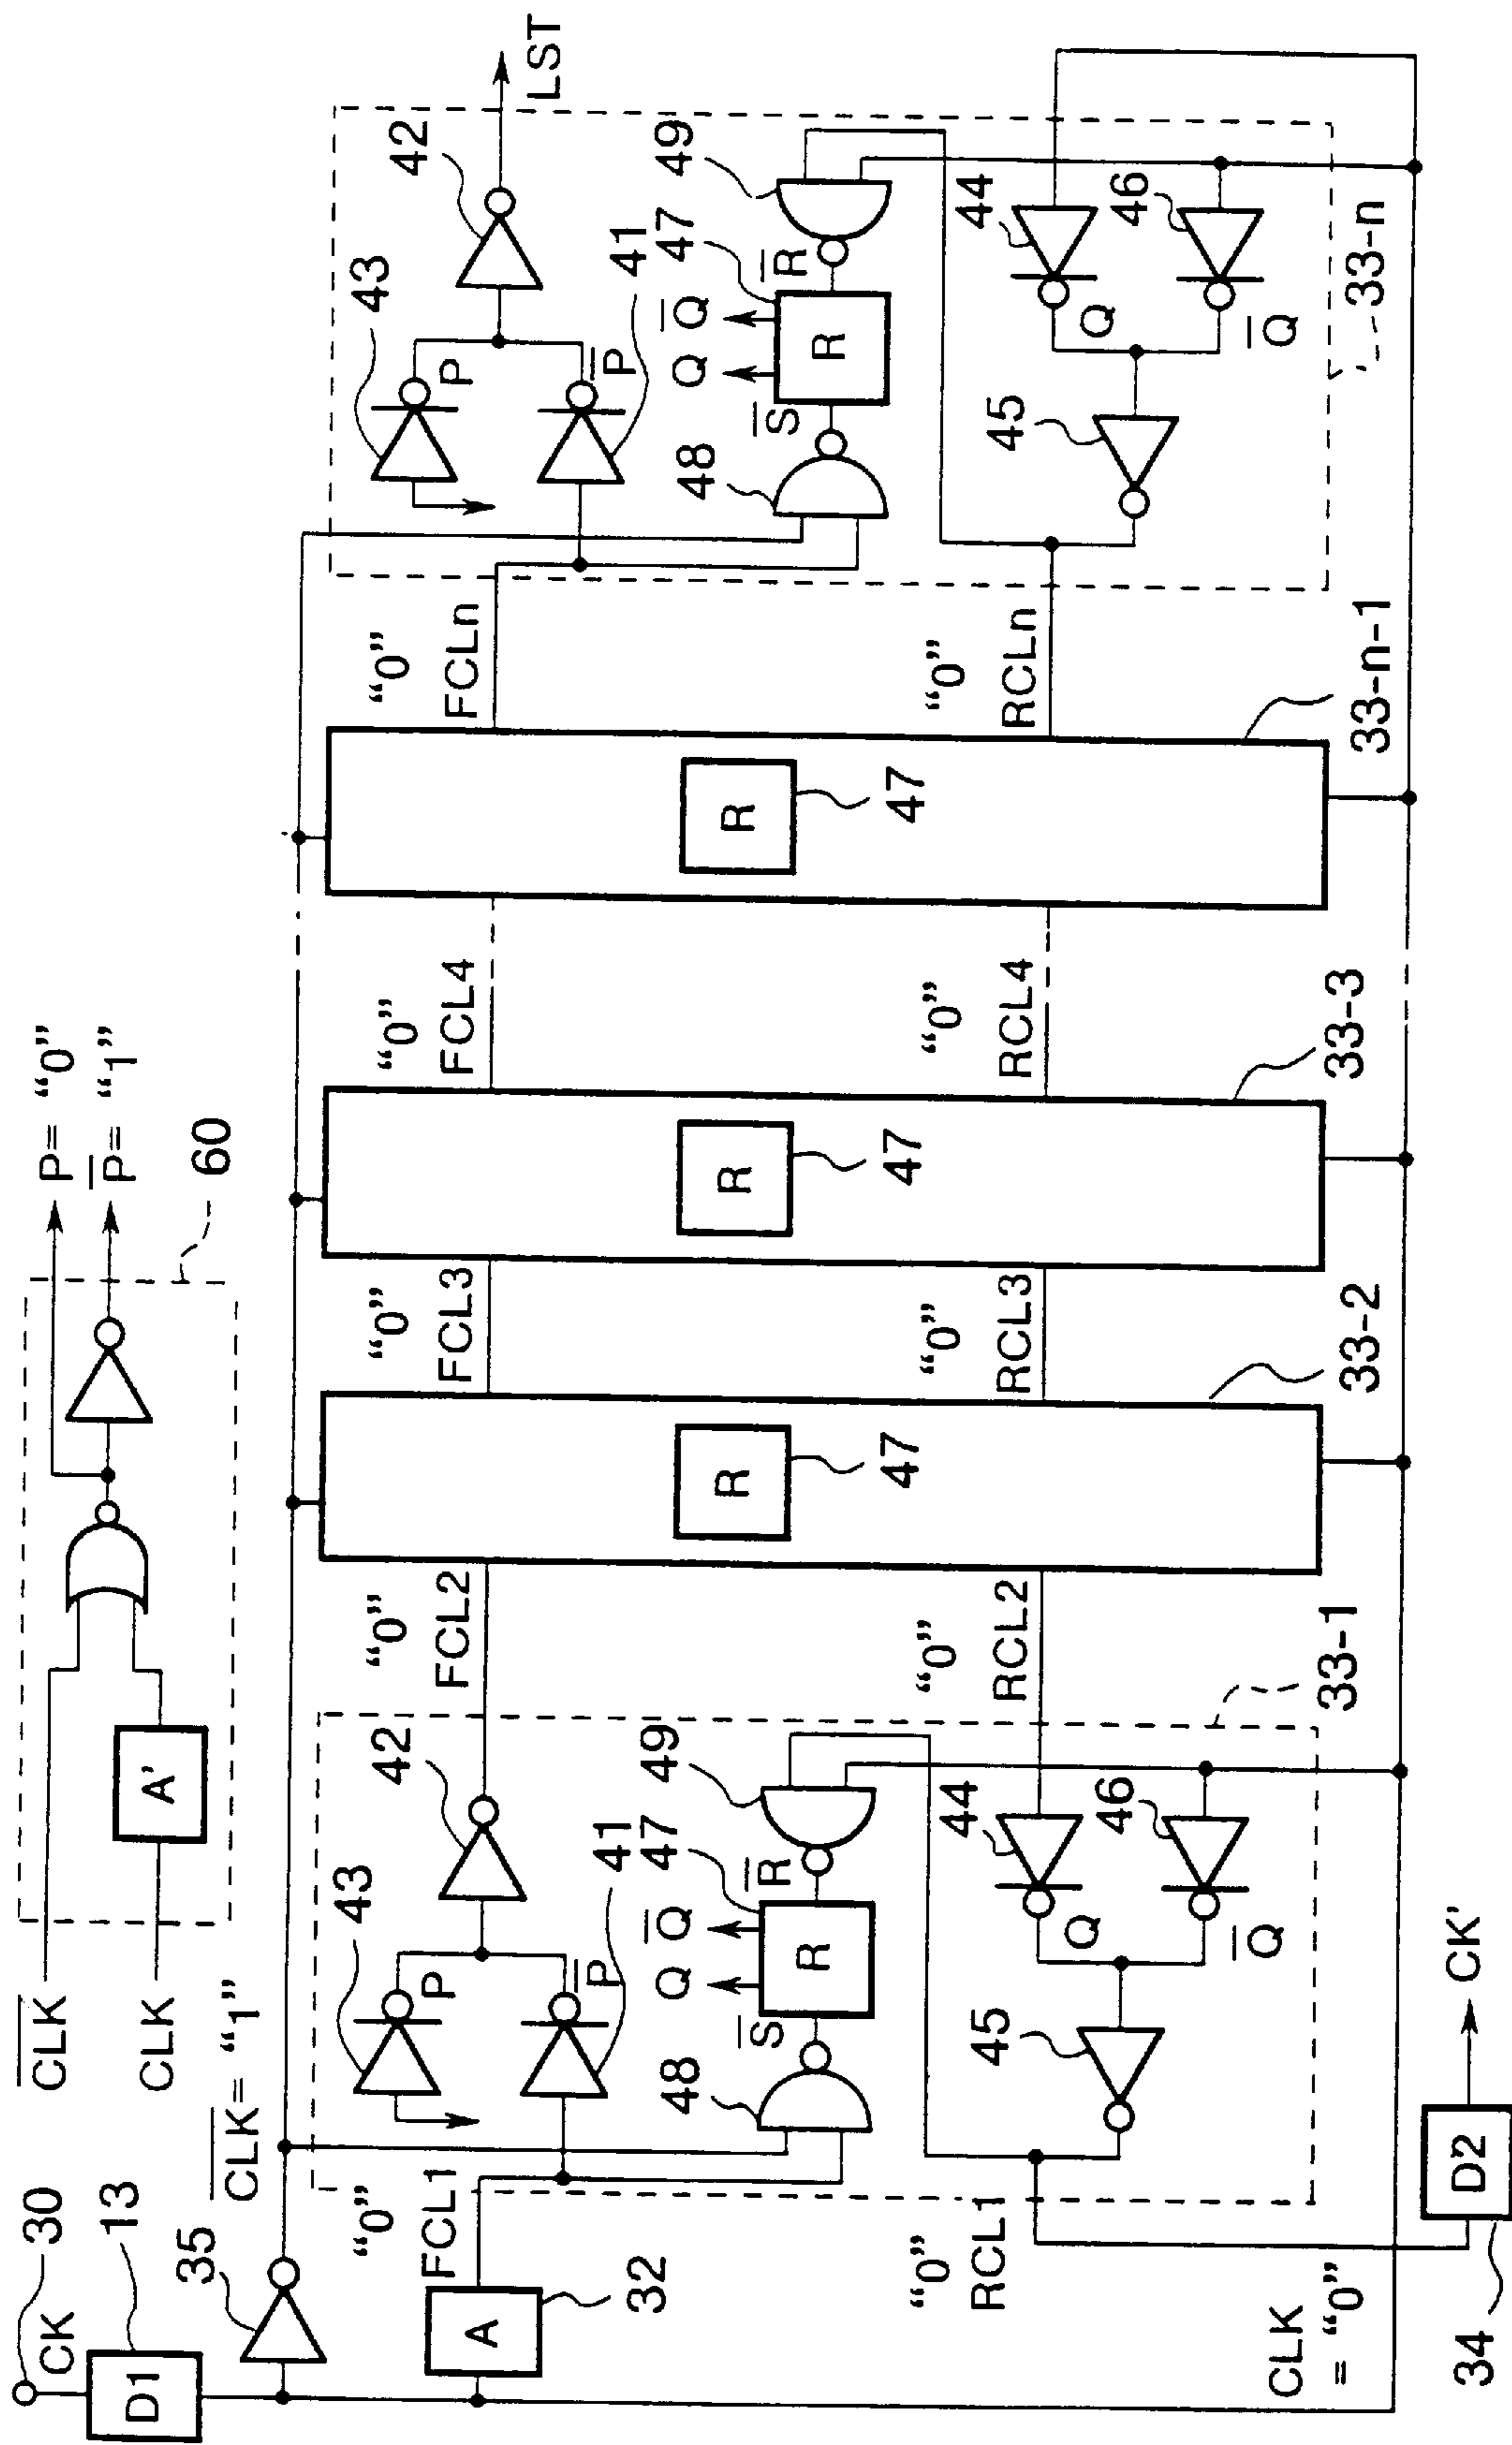 C̅L̅K̅
CLK
A'
P= “0”
P̅= “1”
60
30
CK
D1
13
35
C̅L̅K̅= “1”
A
32
“0”
FCL1
43
P
41
P̅
42
“0”
FCL2
48
S̅
R
Q
Q̅
47
R̅
49
“0”
RCL1
45
44
Q
46
Q̅
“0”
RCL2
33-1
R
47
33-2
“0”
FCL3
“0”
RCL3
R
47
33-3
“0”
FCL4
“0”
RCL4
R
47
33-n-1
“0”
FCLn
“0”
RCLn
43
P
41
P̅
42
LST
48
S̅
R
Q
Q̅
47
R̅
49
45
44
Q
46
Q̅
33-n
CLK
= “0”
34
D2
CK'